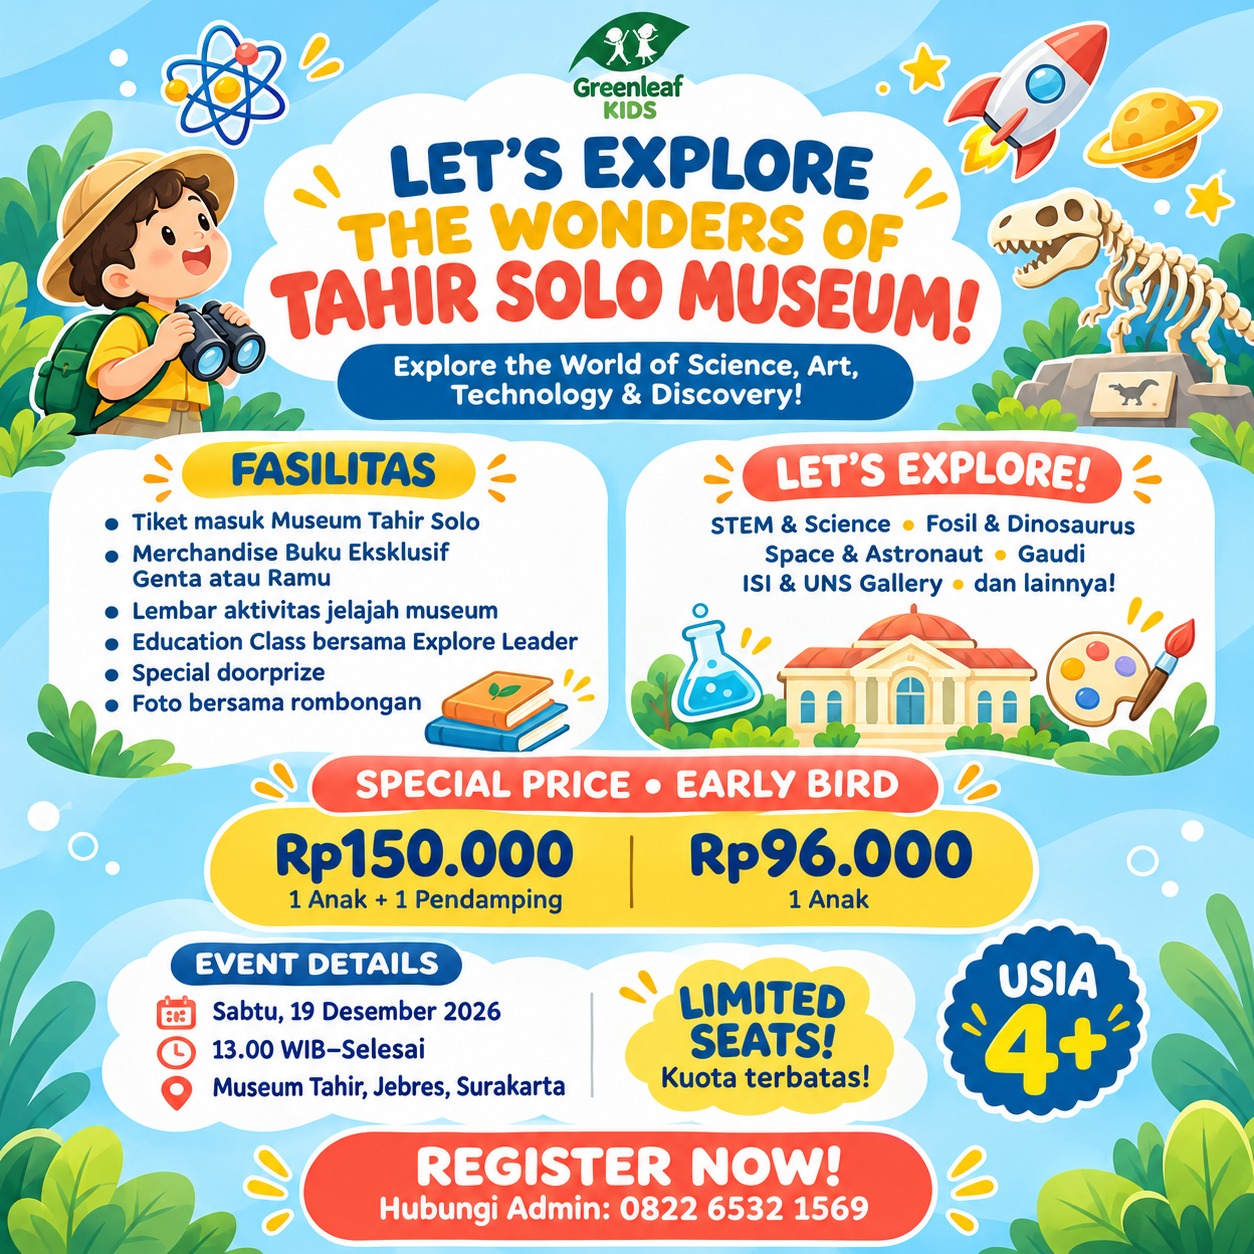 Greenleaf
KIDS
LET'S EXPLORE
THE WONDERS OF
TAHIR SOLO MUSEUM!
Explore the World of Science, Art,
Technology & Discovery!
FASILITAS
• Tiket masuk Museum Tahir Solo
• Merchandise Buku Eksklusif
Genta atau Ramu
• Lembar aktivitas jelajah museum
• Education Class bersama Explore Leader
• Special doorprize
• Foto bersama rombongan
LET'S EXPLORE!
STEM & Science • Fosil & Dinosaurus
Space & Astronaut • Gaudi
ISI & UNS Gallery • dan lainnya!
SPECIAL PRICE • EARLY BIRD
Rp150.000
1 Anak + 1 Pendamping
Rp96.000
1 Anak
EVENT DETAILS
Sabtu, 19 Desember 2026
13.00 WIB–Selesai
Museum Tahir, Jebres, Surakarta
LIMITED
SEATS!
Kuota terbatas!
USIA
4+
REGISTER NOW!
Hubungi Admin: 0822 6532 1569